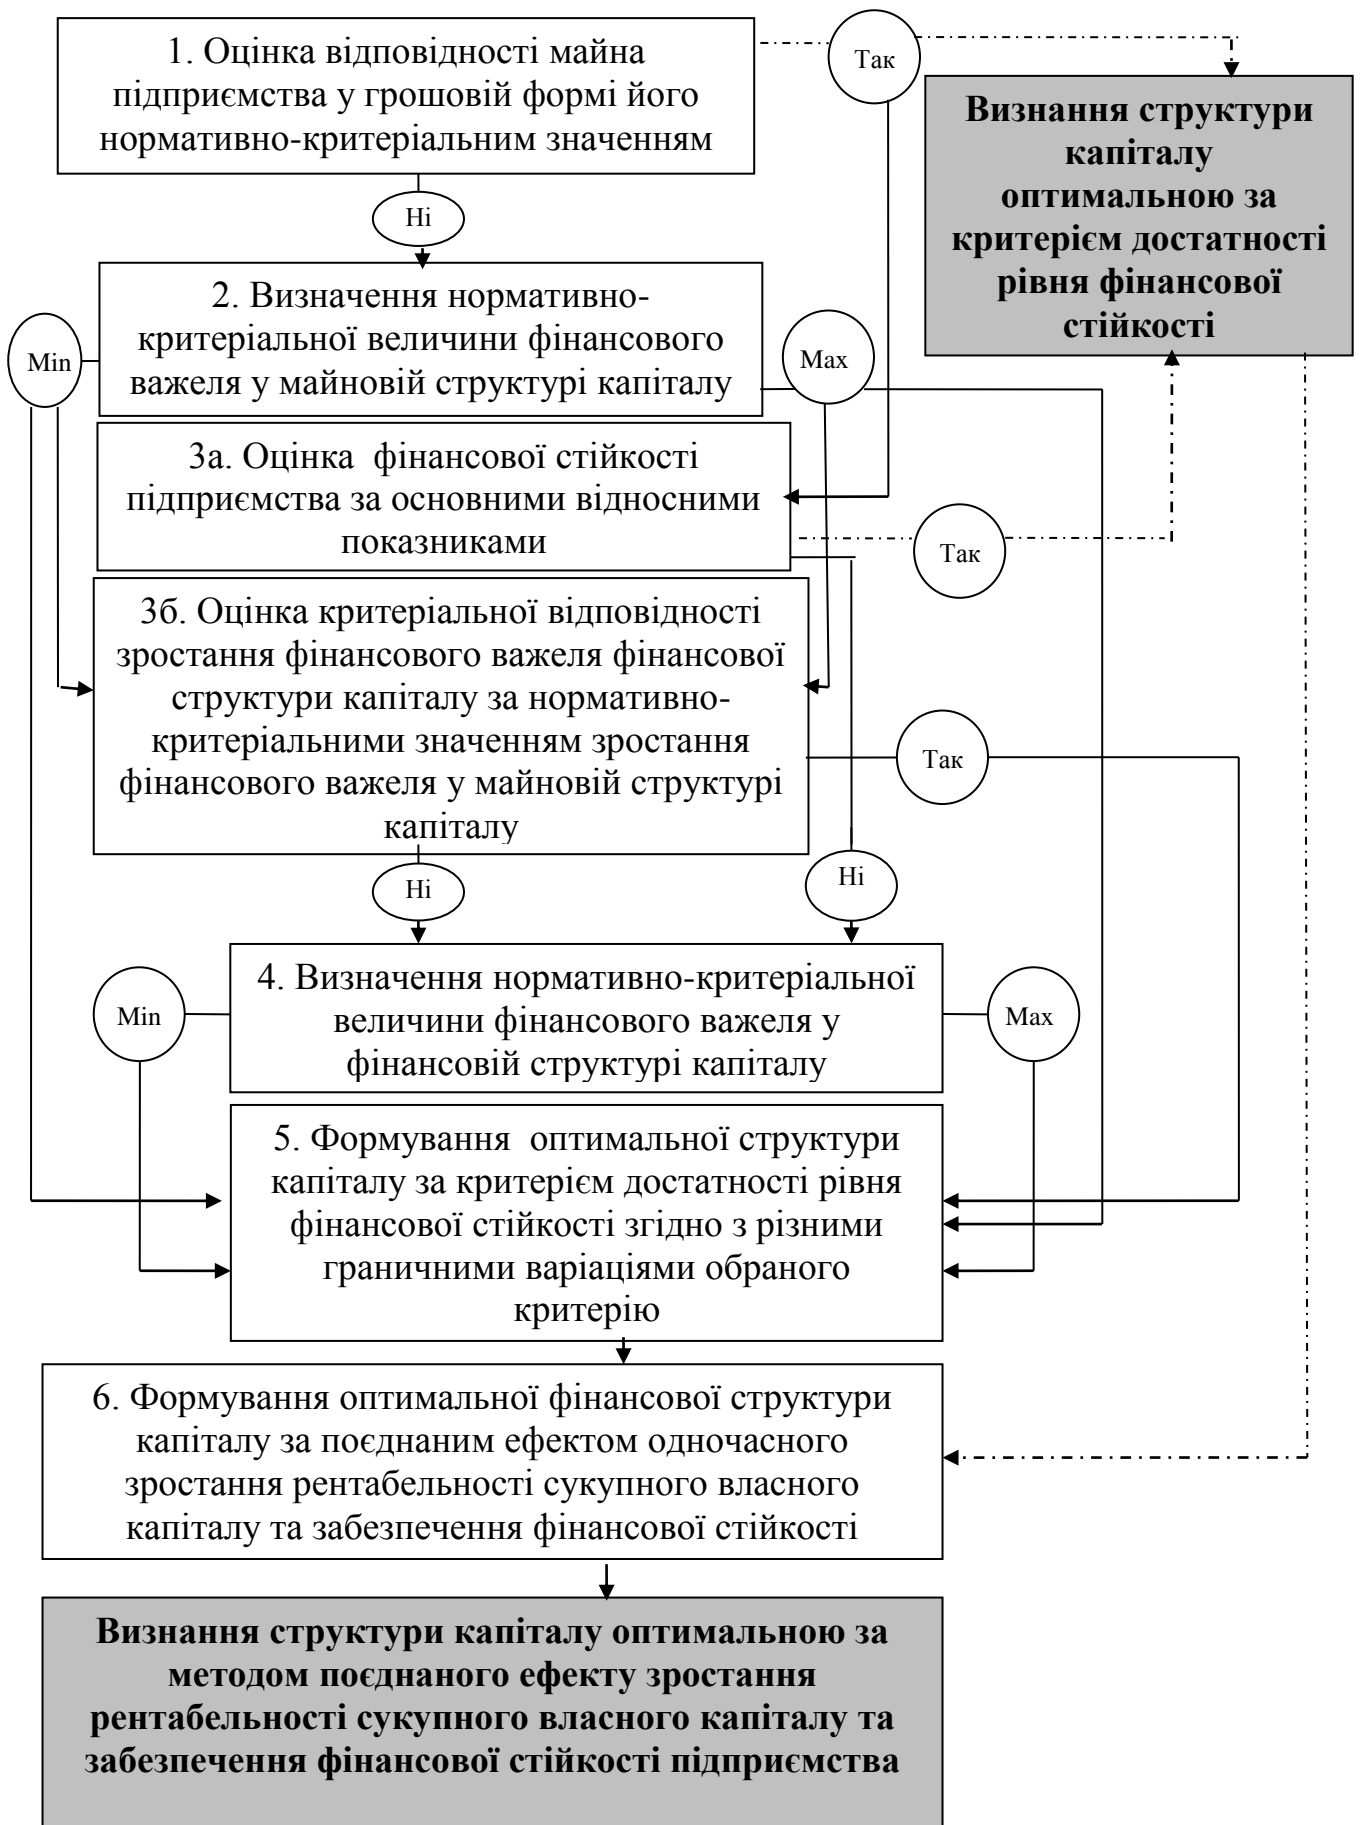 1. Оцінка відповідності майна
підприємства у грошовій формі його
нормативно-критеріальним значенням
Так
Визнання структури
капіталу
оптимальною за
критерієм достатності
рівня фінансової
стійкості
Ні
2. Визначення нормативно-
критеріальної величини фінансового
важеля у майновій структурі капіталу
Min
Max
3а. Оцінка  фінансової стійкості
підприємства за основними відносними
показниками
Так
3б. Оцінка критеріальної відповідності
зростання фінансового важеля фінансової
структури капіталу за нормативно-
критеріальними значенням зростання
фінансового важеля у майновій структурі
капіталу
Так
Ні
Ні
4. Визначення нормативно-критеріальної
величини фінансового важеля у
фінансовій структурі капіталу
Min
Max
5. Формування  оптимальної структури
капіталу за критерієм достатності рівня
фінансової стійкості згідно з різними
граничними варіаціями обраного
критерію
6. Формування оптимальної фінансової структури
капіталу за поєднаним ефектом одночасного
зростання рентабельності сукупного власного
капіталу та забезпечення фінансової стійкості
Визнання структури капіталу оптимальною за
методом поєднаного ефекту зростання
рентабельності сукупного власного капіталу та
забезпечення фінансової стійкості підприємства